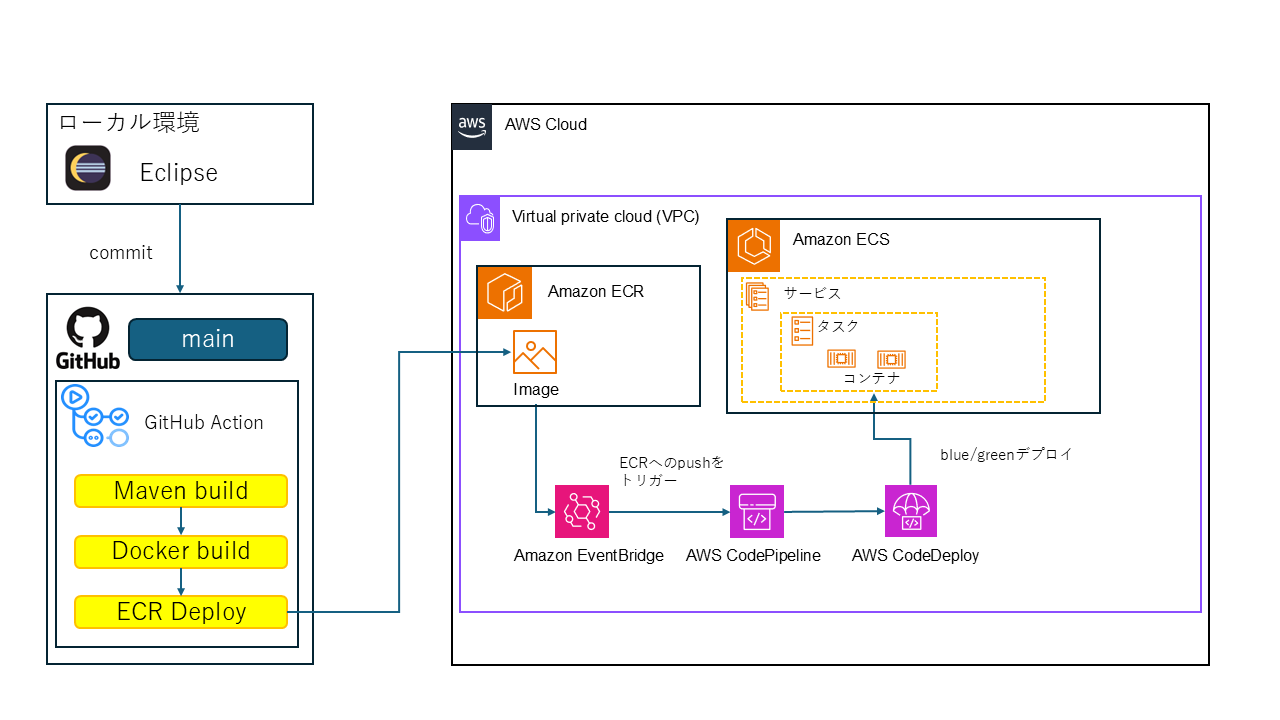 ローカル環境
Eclipse
commit
GitHub
main
GitHub Action
Maven build
Docker build
ECR Deploy
aws
AWS Cloud
Virtual private cloud (VPC)
Amazon ECR
Image
Amazon ECS
サービス
タスク
コンテナ
blue/greenデプロイ
ECRへのpushを
トリガー
Amazon EventBridge
AWS CodePipeline
AWS CodeDeploy